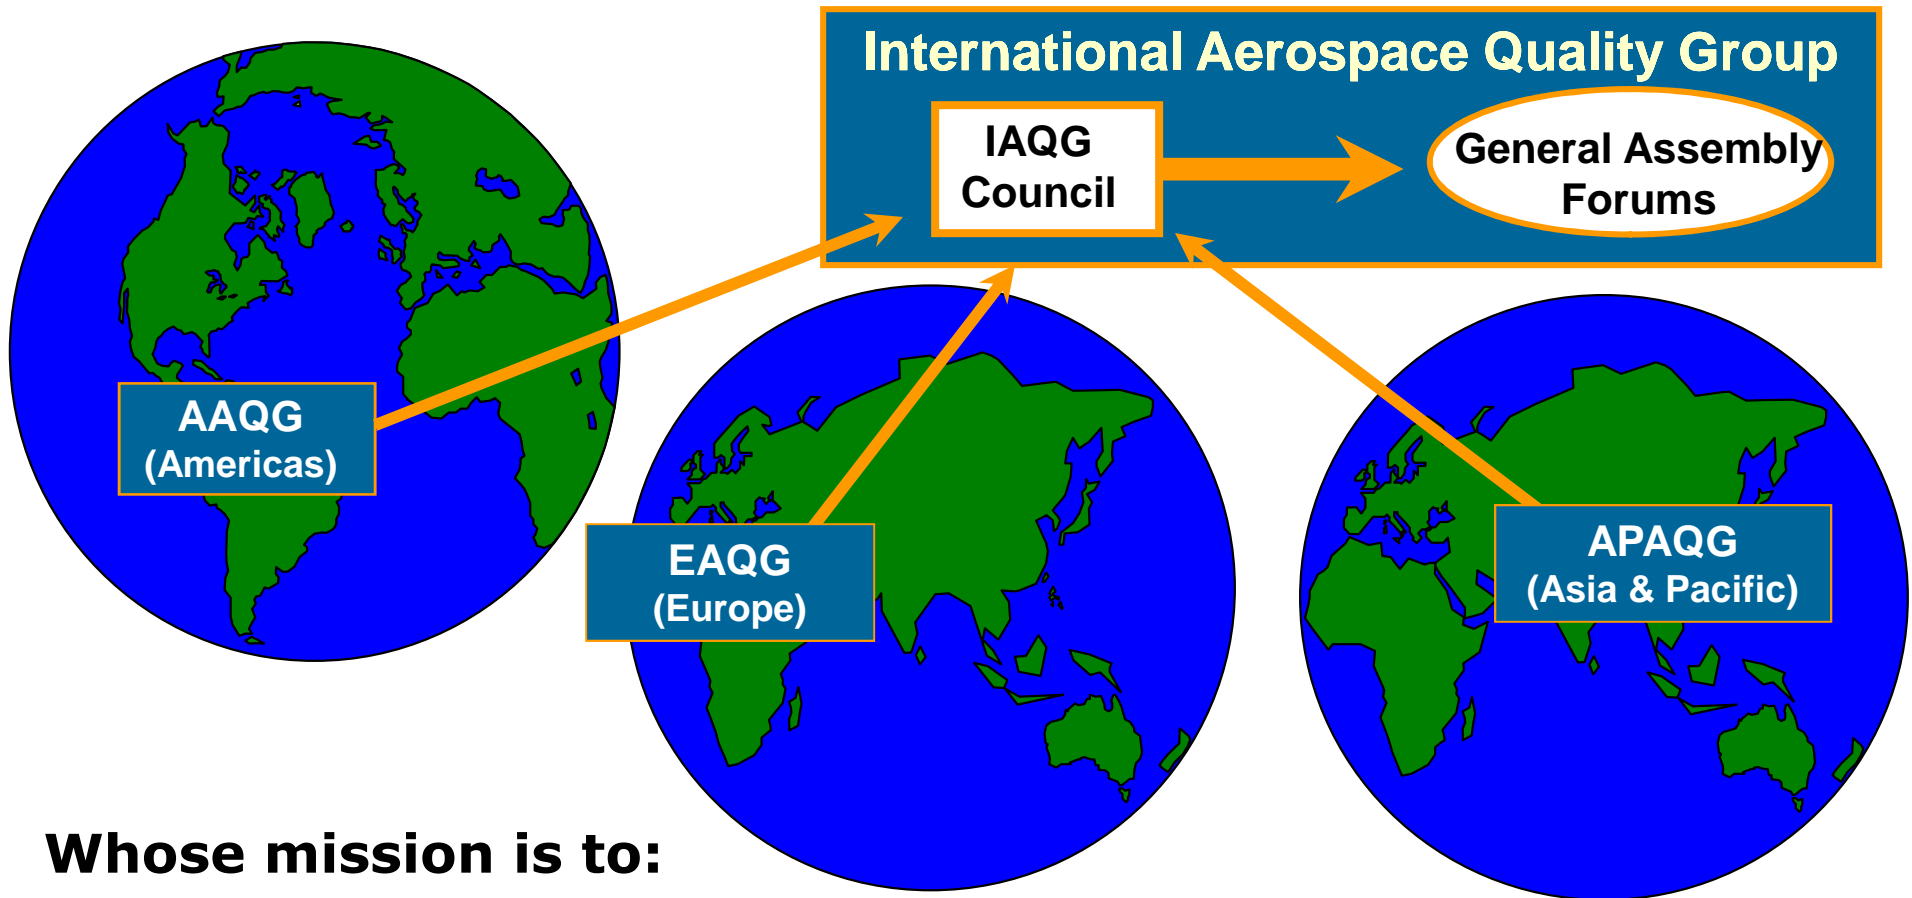 International Aerospace Quality Group
IAQG
Council
General Assembly
Forums
AAQG
(Americas)
EAQG
(Europe)
APAQG
(Asia & Pacific)
Whose mission is to: